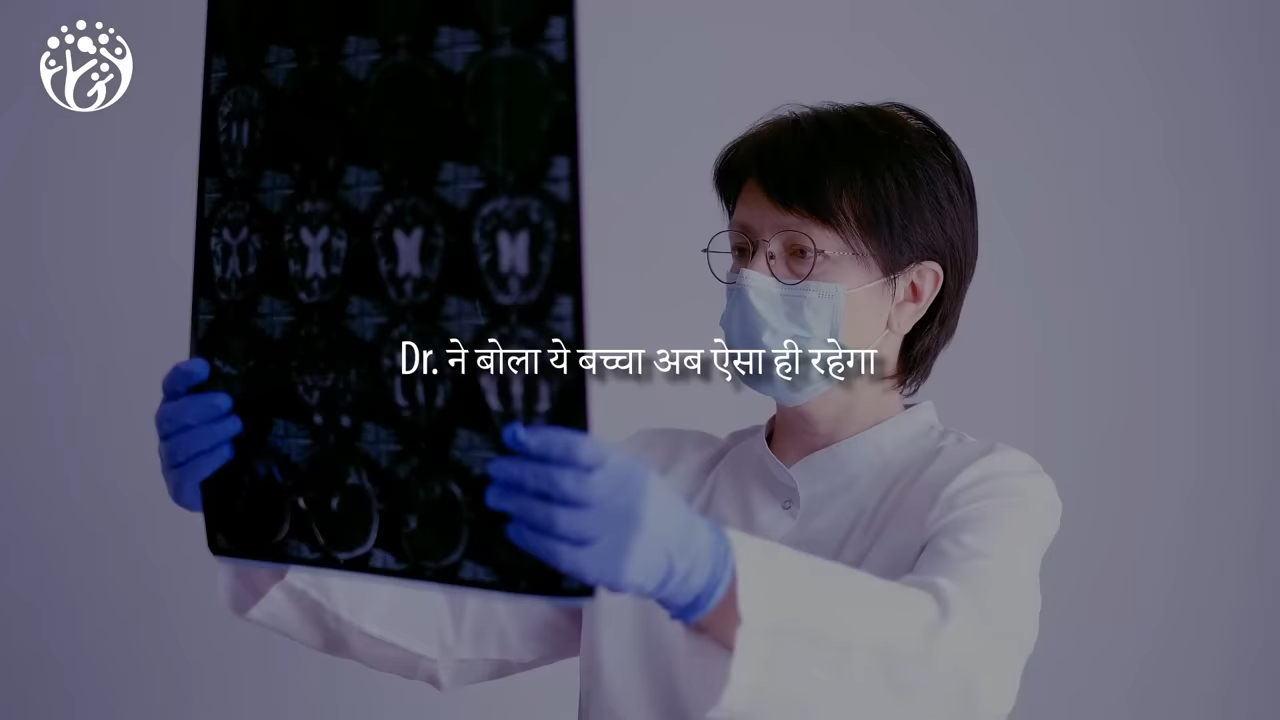 Dr. ने बोला ये बच्चा अब ऐसा ही रहेगा